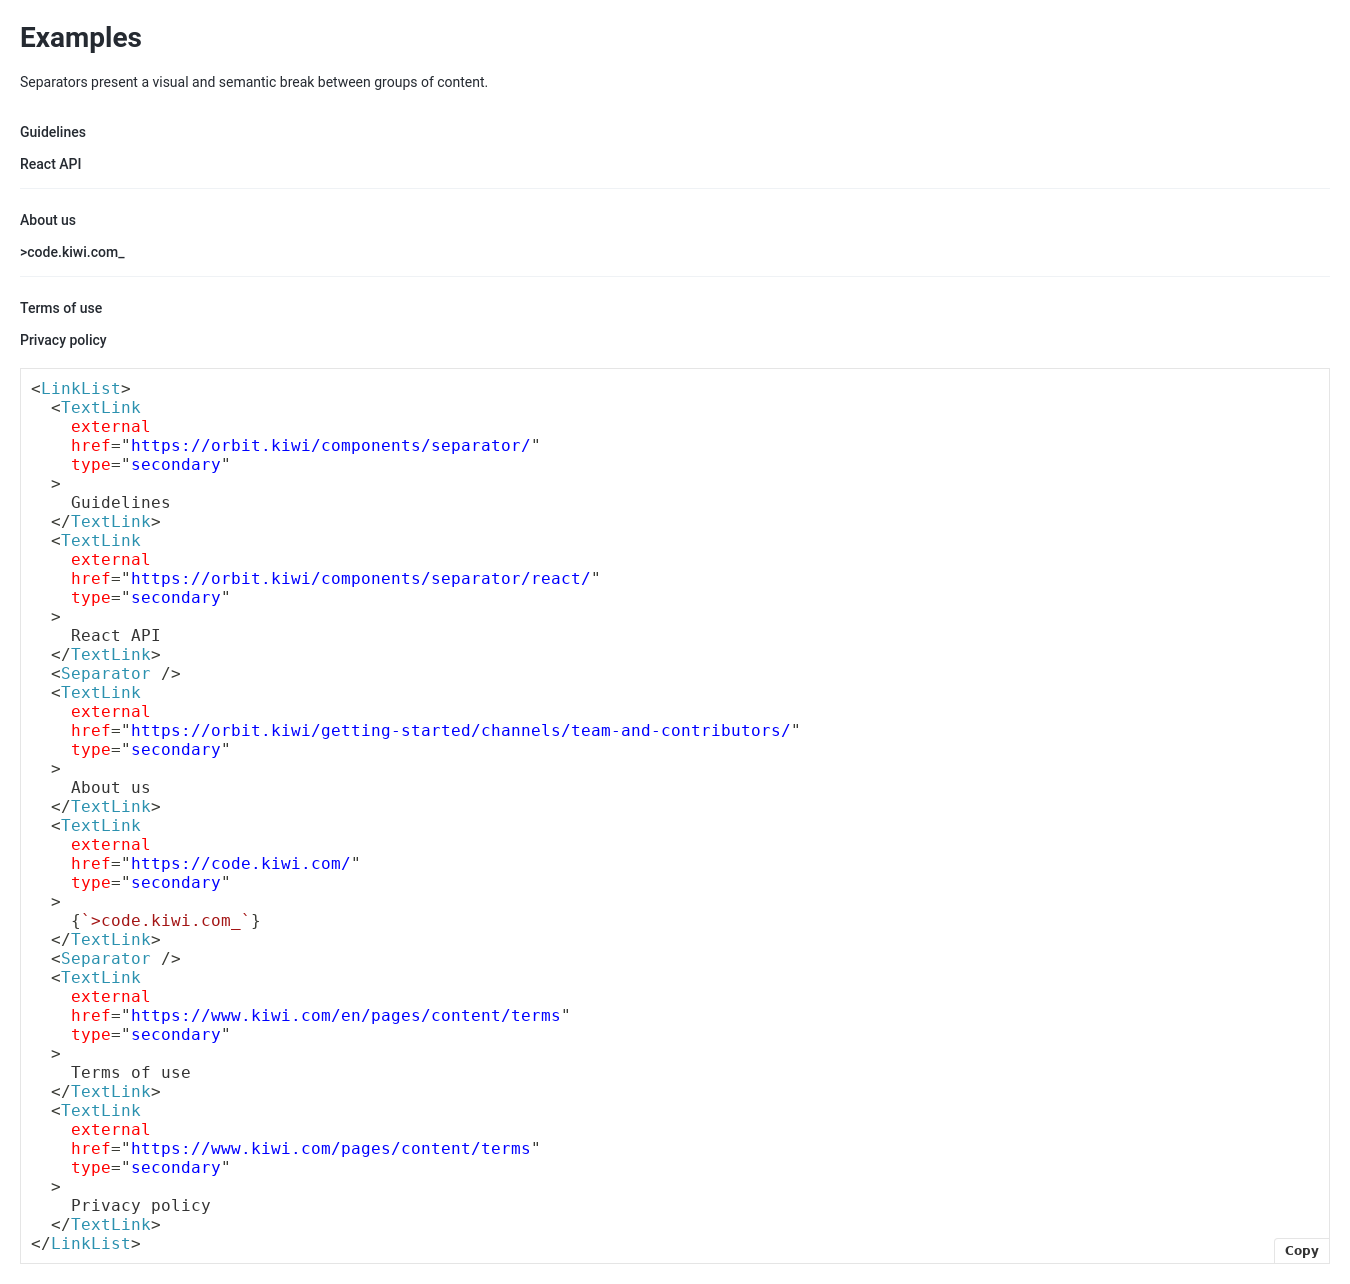 Examples
Separators present a visual and semantic break between groups of content.
Guidelines
React API
About us
>code.kiwi.com_
Terms of use
Privacy policy
<LinkList>
  <TextLink
    external
    href="https://orbit.kiwi/components/separator/"
    type="secondary"
  >
    Guidelines
  </TextLink>
  <TextLink
    external
    href="https://orbit.kiwi/components/separator/react/"
    type="secondary"
  >
    React API
  </TextLink>
  <Separator />
  <TextLink
    external
    href="https://orbit.kiwi/getting-started/channels/team-and-contributors/"
    type="secondary"
  >
    About us
  </TextLink>
  <TextLink
    external
    href="https://code.kiwi.com/"
    type="secondary"
  >
    {`>code.kiwi.com_`}
  </TextLink>
  <Separator />
  <TextLink
    external
    href="https://www.kiwi.com/en/pages/content/terms"
    type="secondary"
  >
    Terms of use
  </TextLink>
  <TextLink
    external
    href="https://www.kiwi.com/pages/content/terms"
    type="secondary"
  >
    Privacy policy
  </TextLink>
</LinkList>
Copy